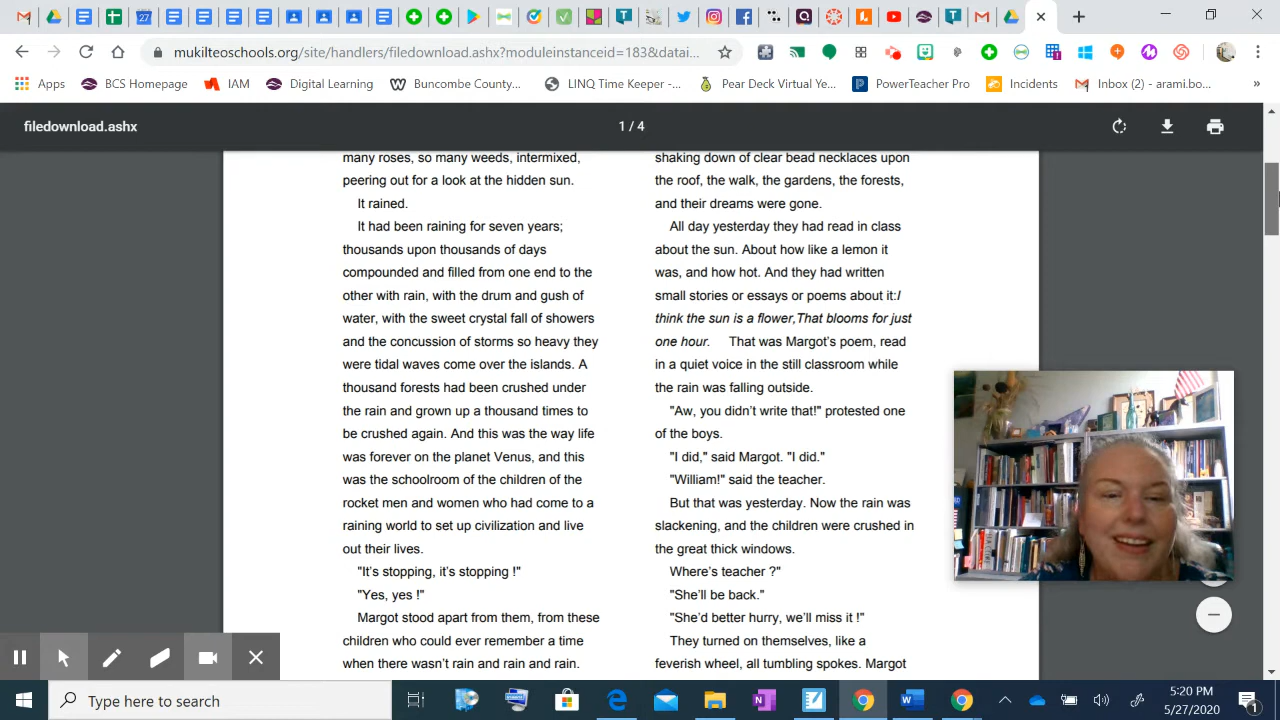 mukilteoschools.org/site/handlers/filedownload.ashx?moduleinstanceid=183&datai...
Apps
BCS Homepage
IAM
Digital Learning
Buncombe County...
LINQ Time Keeper -...
Pear Deck Virtual Ye...
PowerTeacher Pro
Incidents
Inbox (2) - arami.bo...
»
filedownload.ashx
1 / 4
many roses, so many weeds, intermixed,
peering out for a look at the hidden sun.
It rained.
It had been raining for seven years;
thousands upon thousands of days
compounded and filled from one end to the
other with rain, with the drum and gush of
water, with the sweet crystal fall of showers
and the concussion of storms so heavy they
were tidal waves come over the islands. A
thousand forests had been crushed under
the rain and grown up a thousand times to
be crushed again. And this was the way life
was forever on the planet Venus, and this
was the schoolroom of the children of the
rocket men and women who had come to a
raining world to set up civilization and live
out their lives.
"It's stopping, it's stopping !"
"Yes, yes !"
Margot stood apart from them, from these
children who could ever remember a time
when there wasn't rain and rain and rain.
shaking down of clear bead necklaces upon
the roof, the walk, the gardens, the forests,
and their dreams were gone.
All day yesterday they had read in class
about the sun. About how like a lemon it
was, and how hot. And they had written
small stories or essays or poems about it:I
think the sun is a flower,That blooms for just
one hour. That was Margot's poem, read
in a quiet voice in the still classroom while
the rain was falling outside.
"Aw, you didn't write that!" protested one
of the boys.
"I did," said Margot. "I did."
"William!" said the teacher.
But that was yesterday. Now the rain was
slackening, and the children were crushed in
the great thick windows.
Where's teacher ?"
"She'll be back."
"She'd better hurry, we'll miss it !"
They turned on themselves, like a
feverish wheel, all tumbling spokes. Margot
Type here to search
5:20 PM
5/27/2020